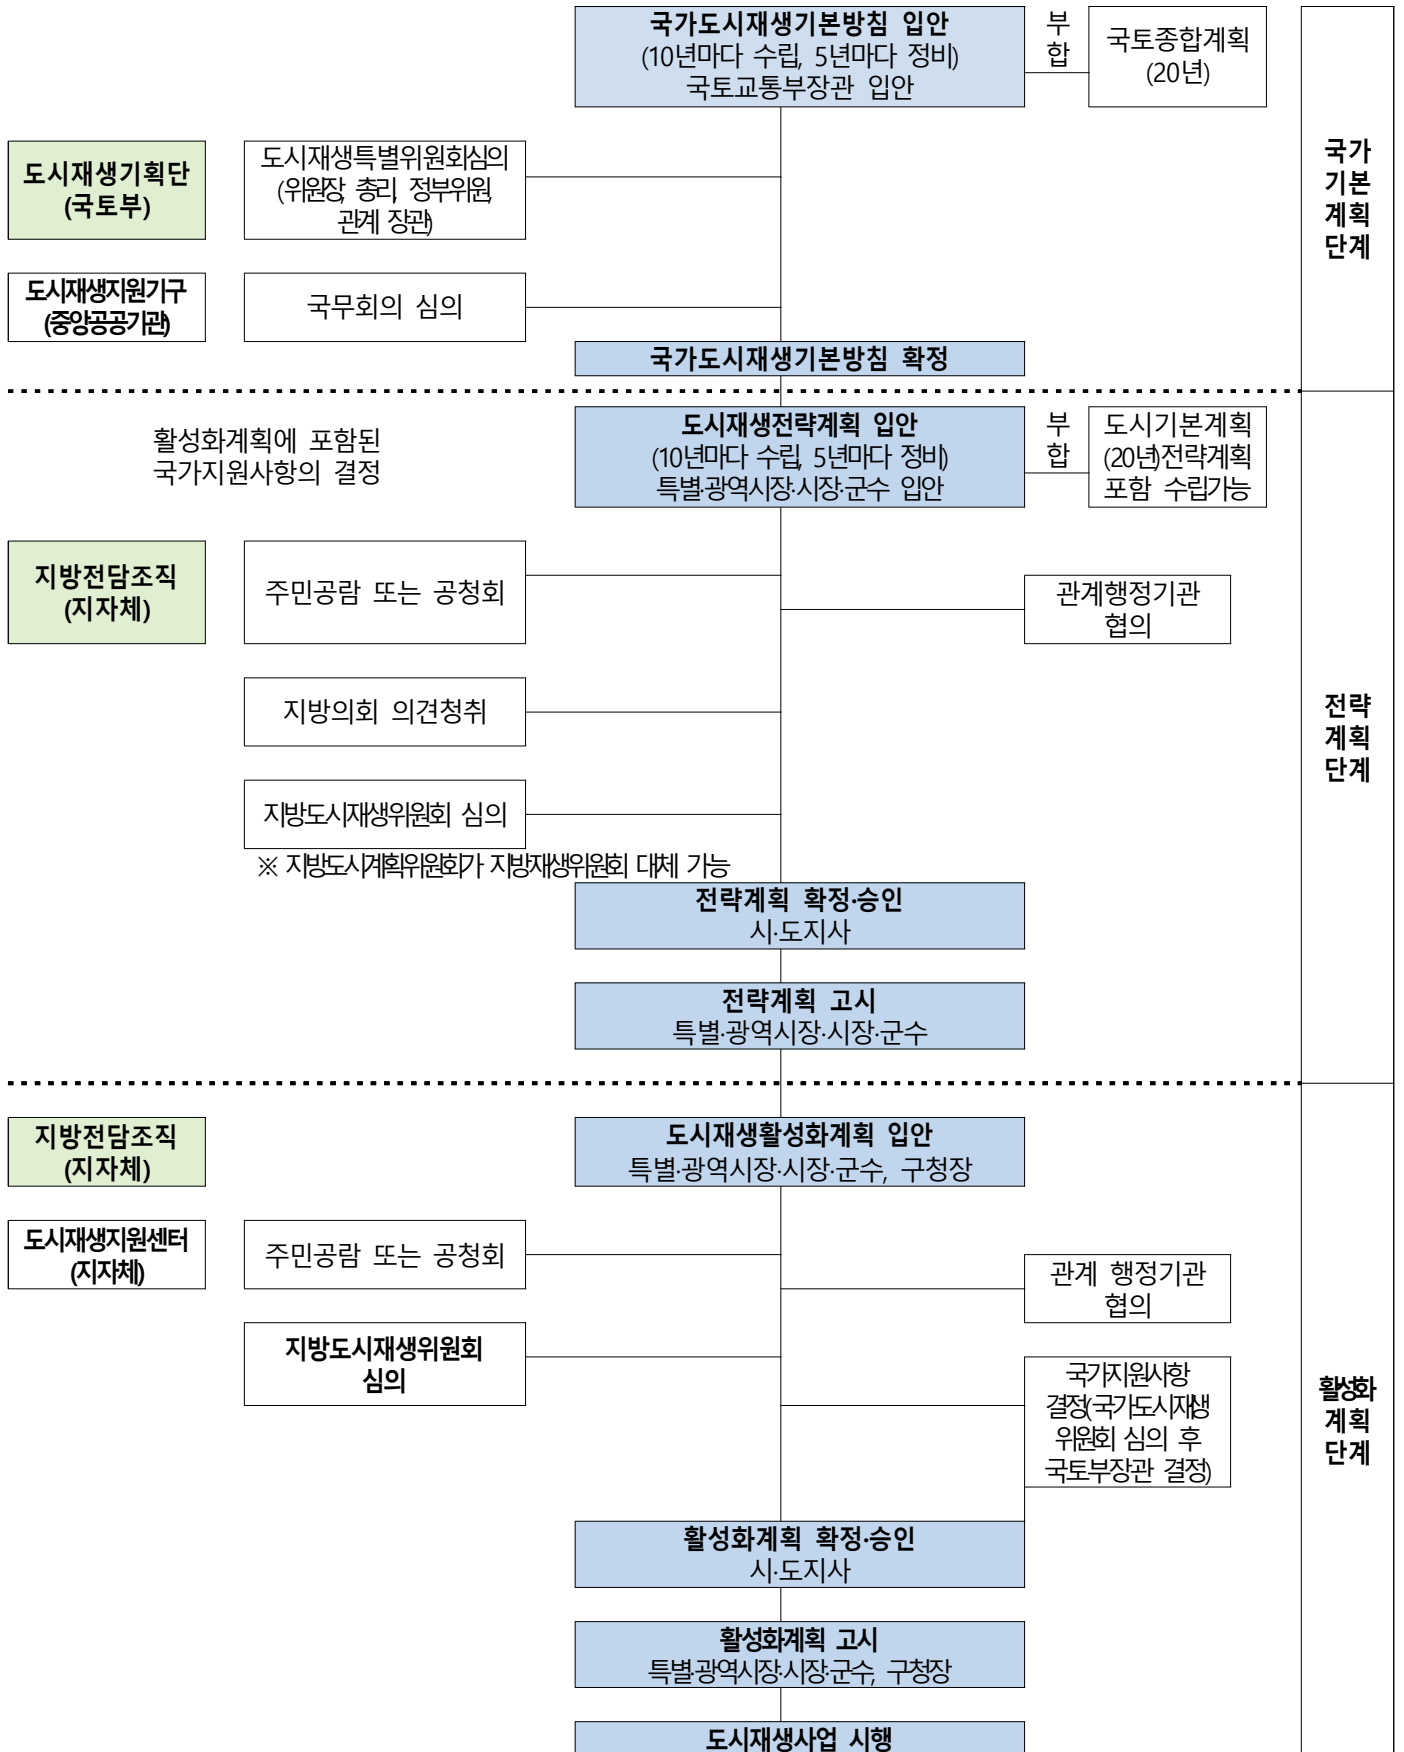 국가도시재생기본방침 입안
(10년마다 수립, 5년마다 정비)
국토교통부장관 입안
부
합
국토종합계획
(20년)
국가
기본
계획
단계
도시재생기획단
(국토부)
도시재생특별위원회심의
(위원장, 총리, 정부위원,
관계 장관)
도시재생지원기구
(중앙공공기관)
국무회의 심의
국가도시재생기본방침 확정
활성화계획에 포함된
국가지원사항의 결정
도시재생전략계획 입안
(10년마다 수립, 5년마다 정비)
특별·광역시장·시장·군수 입안
부
합
도시기본계획
(20년)전략계획
포함 수립가능
지방전담조직
(지자체)
주민공람 또는 공청회
관계행정기관
협의
지방의회 의견청취
전략
계획
단계
지방도시재생위원회 심의
※ 지방도시계획위원회가 지방재생위원회 대체 가능
전략계획 확정·승인
시·도지사
전략계획 고시
특별·광역시장·시장·군수
지방전담조직
(지자체)
도시재생활성화계획 입안
특별·광역시장·시장·군수, 구청장
도시재생지원센터
(지자체)
주민공람 또는 공청회
관계 행정기관
협의
지방도시재생위원회
심의
국가지원사항
결정(국가도시재생
위원회 심의 후
국토부장관 결정)
활성화
계획
단계
활성화계획 확정·승인
시·도지사
활성화계획 고시
특별·광역시장·시장·군수, 구청장
도시재생사업 시행